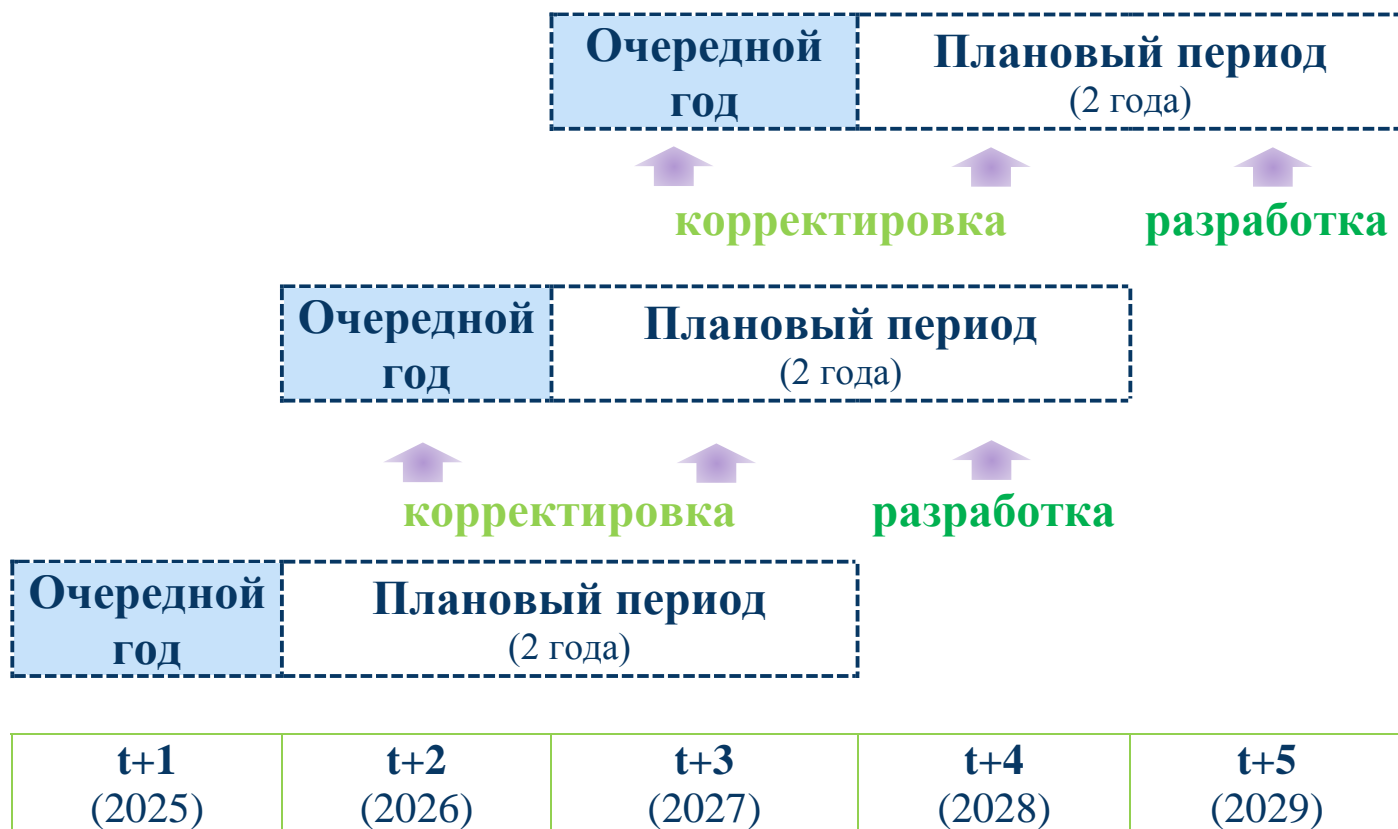 Очередной
год
Плановый период
(2 года)
корректировка
разработка
Очередной
год
Плановый период
(2 года)
корректировка
разработка
Очередной
год
Плановый период
(2 года)
t+1
(2025)
t+2
(2026)
t+3
(2027)
t+4
(2028)
t+5
(2029)